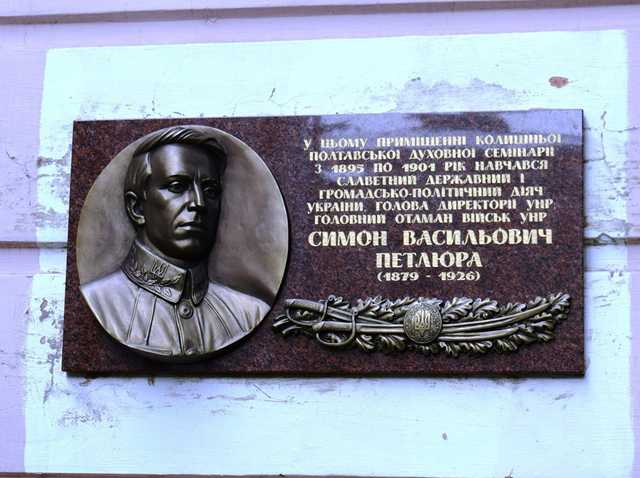 У ЦЬОМУ ПРИМІЩЕННІ КОЛИШНЬОЇ
ПОЛТАВСЬКОЇ ДУХОВНОЇ СЕМІНАРІЇ
З 1895 ПО 1901 РІК НАВЧАВСЯ
СЛАВЕТНИЙ ДЕРЖАВНИЙ І
ГРОМАДСЬКО-ПОЛІТИЧНИЙ ДІЯЧ
УКРАЇНИ ГОЛОВА ДИРЕКТОРІЇ УНР
ГОЛОВНИЙ ОТАМАН ВІЙСЬК УНР
СИМОН ВАСИЛЬОВИЧ
ПЕТЛЮРА
(1879 - 1926)